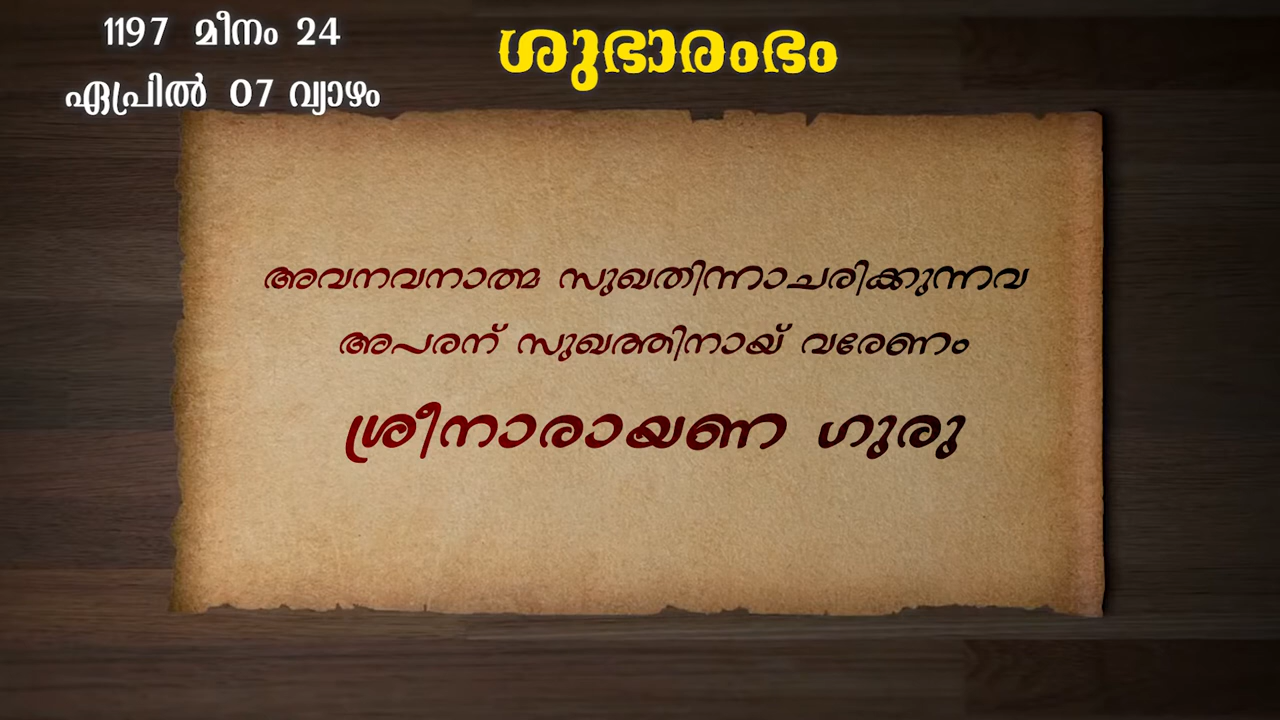 1197 മീനം 24
ഏപ്രിൽ 07 വ്യാഴം
ശുഭാരംഭം
അവനവനാത്മ സുഖതിന്നാചരിക്കുന്നവ
അപരന് സുഖത്തിനായ് വരേണം
ശ്രീനാരായണ ഗുരു